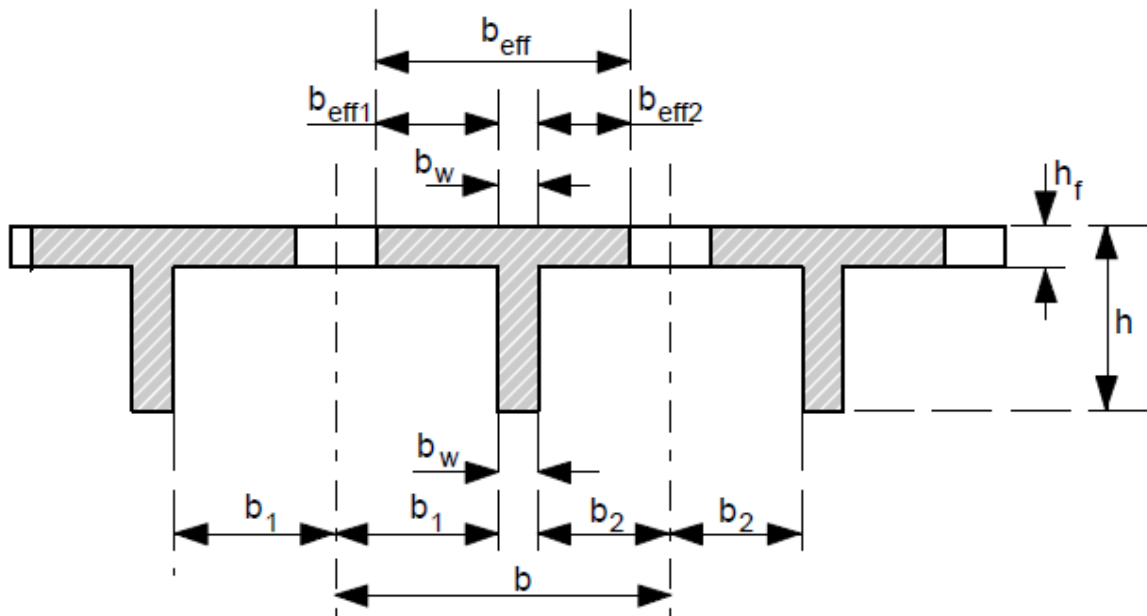 b_eff
b_eff1 b_eff2
b_w h_f
h
b_w
b_1 b_1 b_2 b_2
b